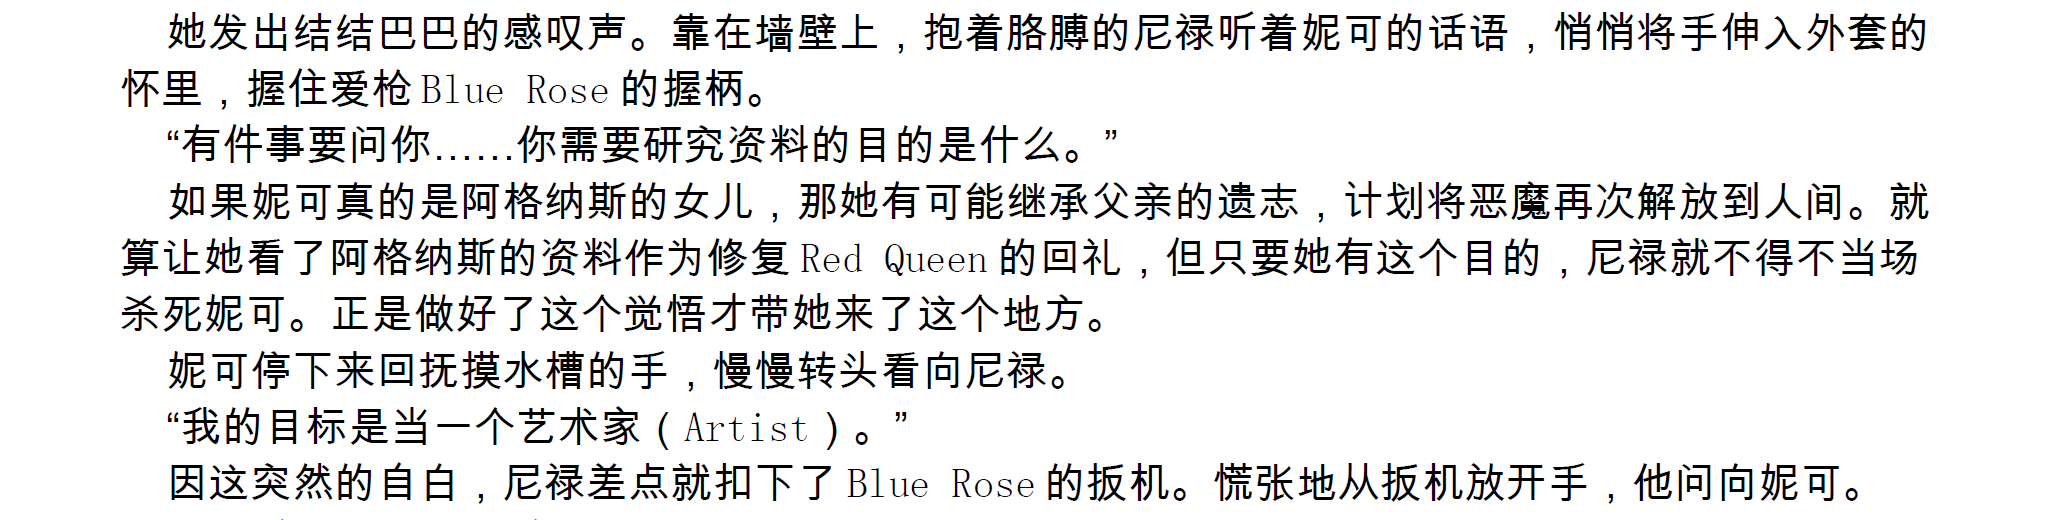 她发出结结巴巴的感叹声。靠在墙壁上，抱着胳膊的尼禄听着妮可的话语，悄悄将手伸入外套的
怀里，握住爱枪 Blue Rose 的握柄。
“有件事要问你……你需要研究资料的目的是什么。”
如果妮可真的是阿格纳斯的女儿，那她有可能继承父亲的遗志，计划将恶魔再次解放到人间。就
算让她看了阿格纳斯的资料作为修复 Red Queen 的回礼，但只要她有这个目的，尼禄就不得不当场
杀死妮可。正是做好了这个觉悟才带她来了这个地方。
妮可停下来回抚摸水槽的手，慢慢转头看向尼禄。
“我的目标是当一个艺术家（Artist）。”
因这突然的自白，尼禄差点就扣下了 Blue Rose 的扳机。慌张地从扳机放开手，他问向妮可。